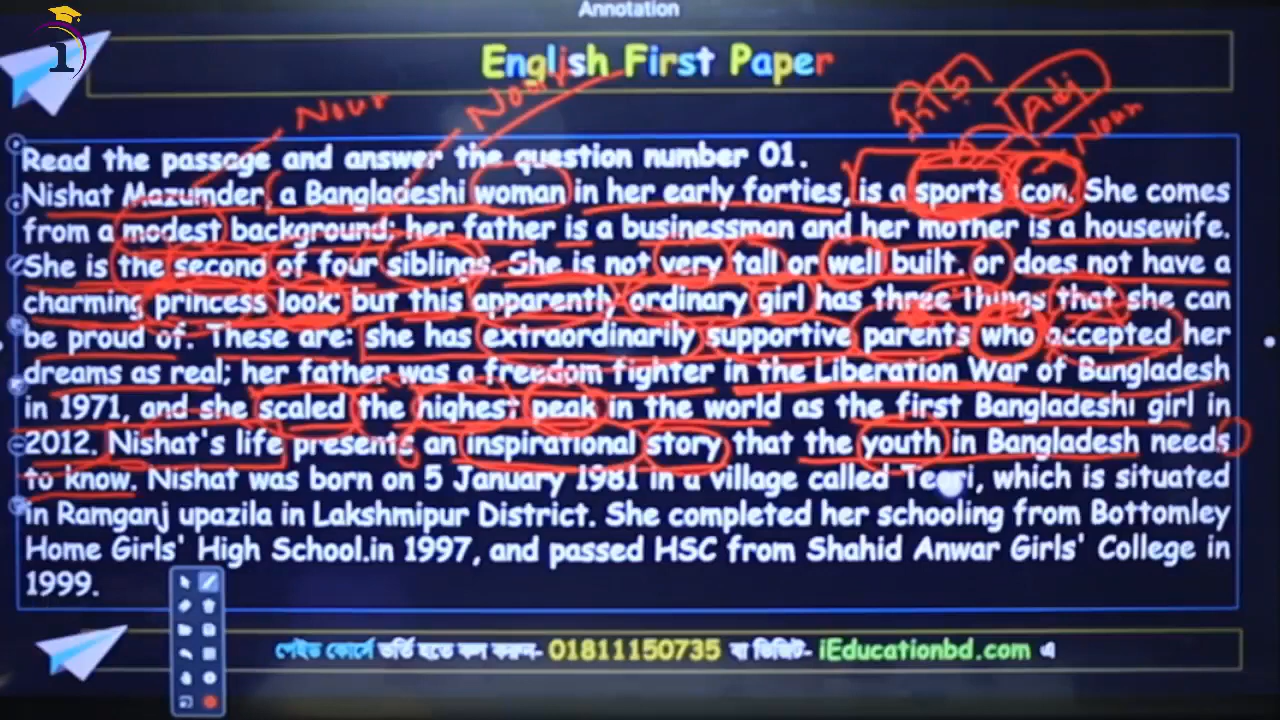 Annotation
English First Paper
Noun
Noun
Adj
Noun
Read the passage and answer the question number 01.
Nishat Mazumder, a Bangladeshi woman in her early forties, is a sports icon. She comes
from a modest background; her father is a businessman and her mother is a housewife.
She is the second of four siblings. She is not very tall or well built, or does not have a
charming princess look; but this apparently ordinary girl has three things that she can
be proud of. These are: she has extraordinarily supportive parents who accepted her
dreams as real; her father was a freedom fighter in the Liberation War of Bangladesh
in 1971, and she scaled the highest peak in the world as the first Bangladeshi girl in
2012. Nishat's life presents an inspirational story that the youth in Bangladesh needs
to know. Nishat was born on 5 January 1981 in a village called Teori, which is situated
in Ramganj upazila in Lakshmipur District. She completed her schooling from Bottomley
Home Girls' High School.in 1997, and passed HSC from Shahid Anwar Girls' College in
1999.
পেইড কোর্সে ভর্তি হতে কল করুন- 01811150735 বা ভিজিট- iEducationbd.com এ